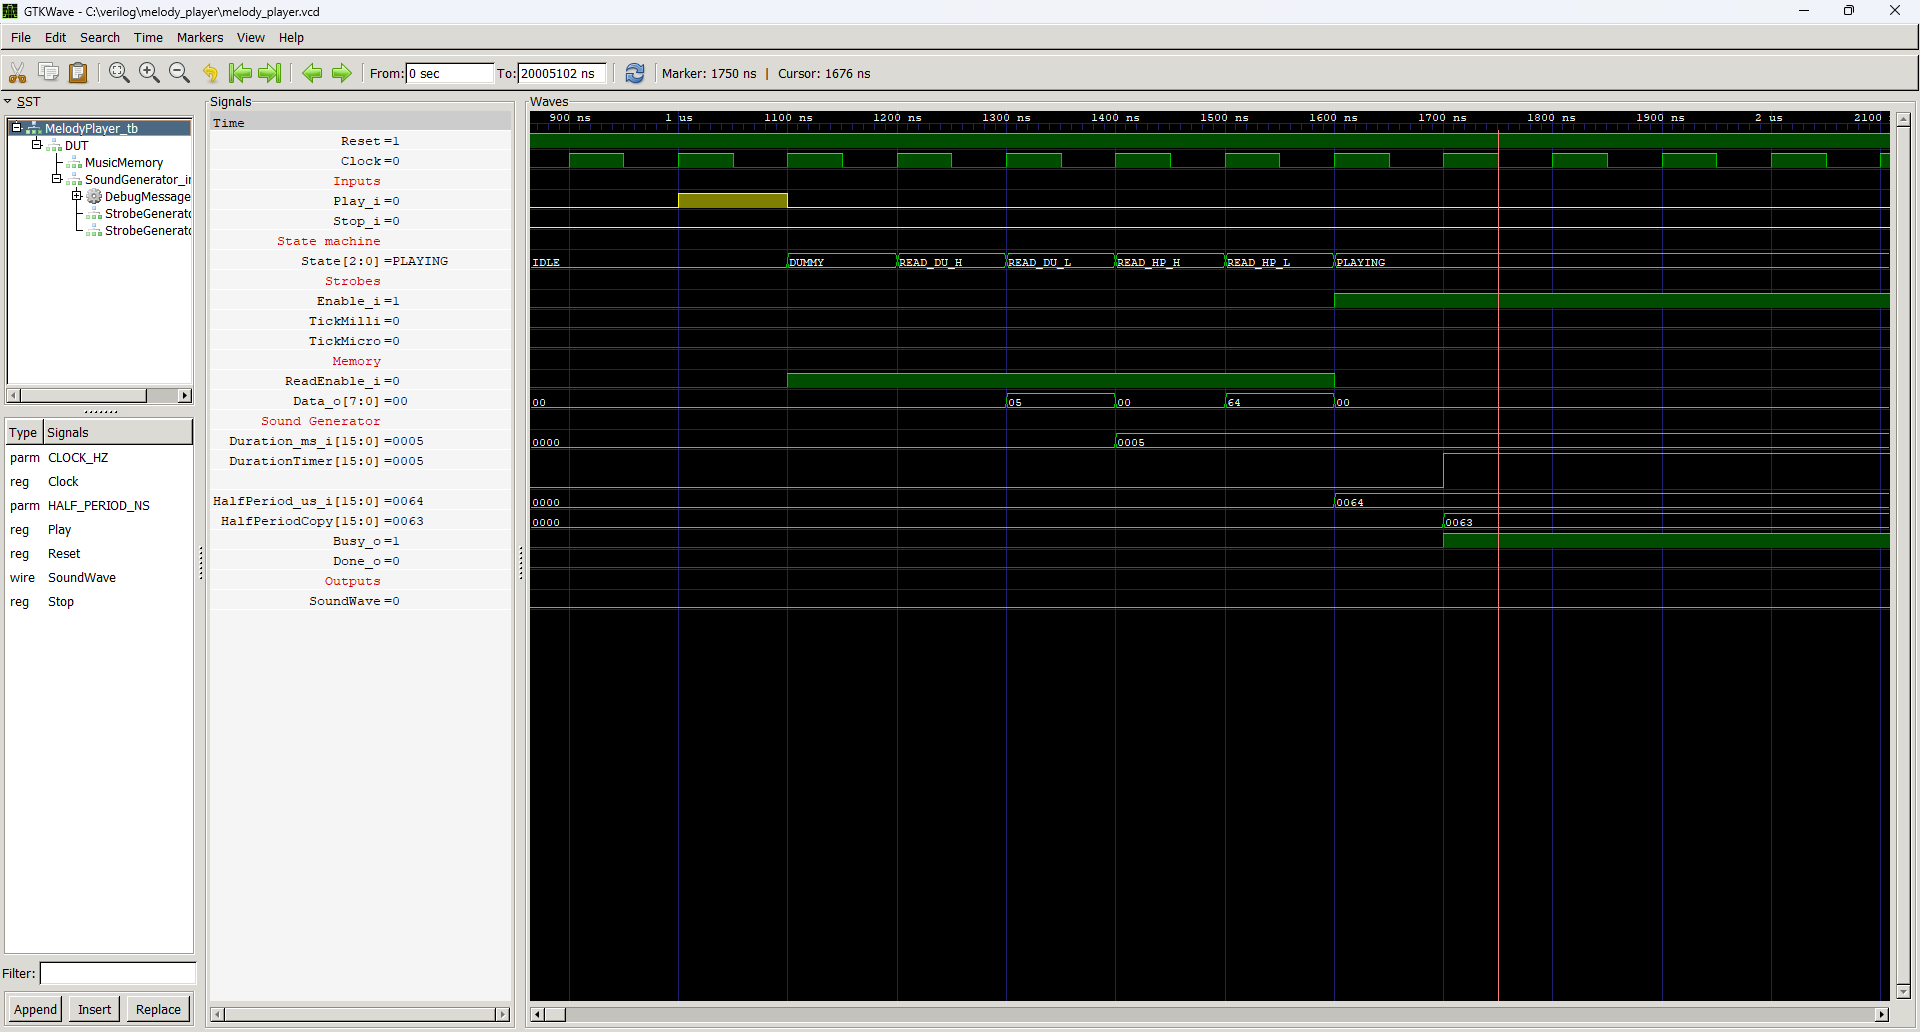 GTKWave - C:\verilog\melody_player\melody_player.vcd
File Edit Search Time Markers View Help
From: 0 sec To: 20005102 ns Marker: 1750 ns | Cursor: 1676 ns
SST
MelodyPlayer_tb
DUT
MusicMemory
SoundGenerator_in
DebugMessage
StrobeGenerato
StrobeGenerato
Type Signals
parm CLOCK_HZ
reg Clock
parm HALF_PERIOD_NS
reg Play
reg Reset
wire SoundWave
reg Stop
Filter:
Append Insert Replace
Signals
Time
Reset=1
Clock=0
Inputs
Play_i=0
Stop_i=0
State machine
State[2:0]=PLAYING
Strobes
Enable_i=1
TickMilli=0
TickMicro=0
Memory
ReadEnable_i=0
Data_o[7:0]=00
Sound Generator
Duration_ms_i[15:0]=0005
DurationTimer[15:0]=0005
HalfPeriod_us_i[15:0]=0064
HalfPeriodCopy[15:0]=0063
Busy_o=1
Done_o=0
Outputs
SoundWave=0
Waves
900 ns 1 us 1100 ns 1200 ns 1300 ns 1400 ns 1500 ns 1600 ns 1700 ns 1800 ns 1900 ns 2 us 2100
IDLE DUMMY READ_DU_H READ_DU_L READ_HP_H READ_HP_L PLAYING
00 05 00 64 00
0000 0005
0000 0064
0000 0063